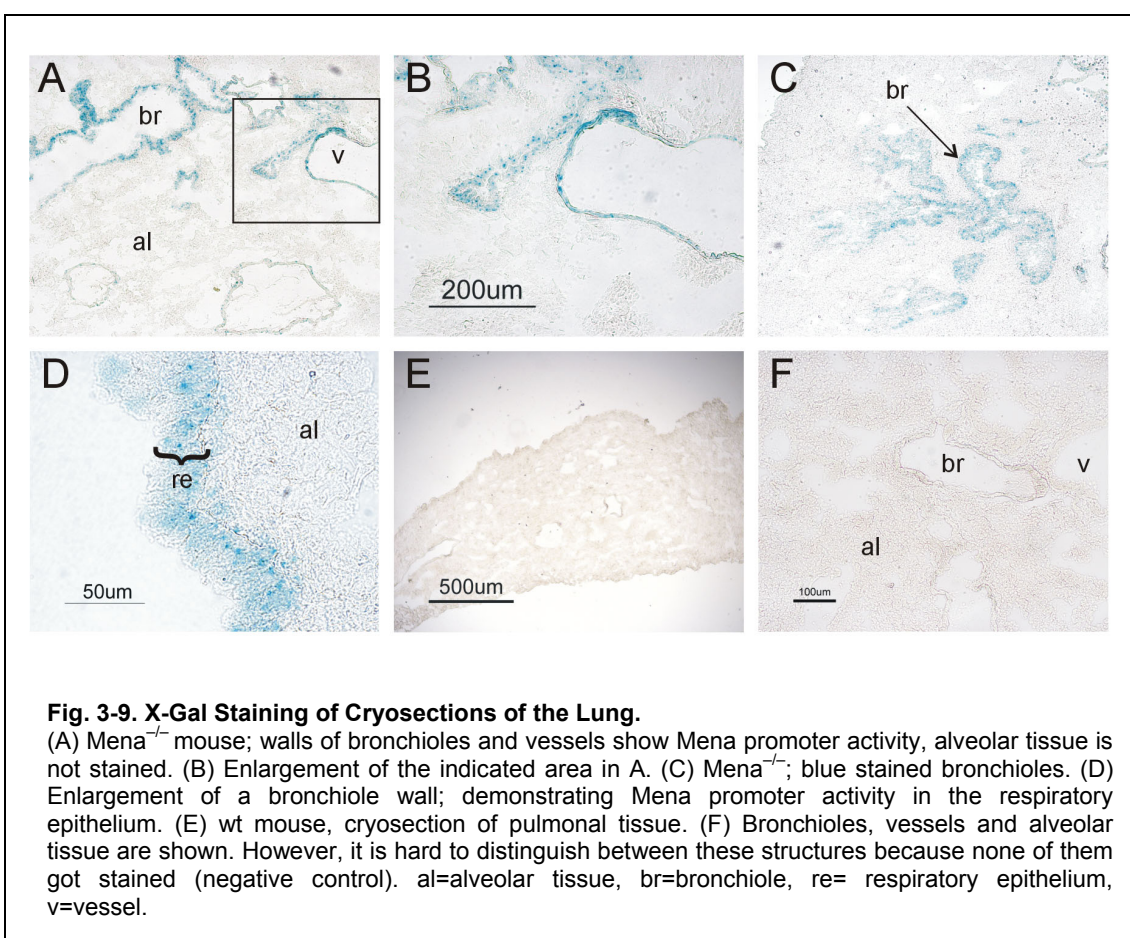 A
br
v
al
B
200um
C
br
D
al
re
50um
E
500um
F
br
v
al
100um
Fig. 3-9. X-Gal Staining of Cryosections of the Lung.
(A) Mena–/– mouse; walls of bronchioles and vessels show Mena promoter activity, alveolar tissue is
not stained. (B) Enlargement of the indicated area in A. (C) Mena–/–; blue stained bronchioles. (D)
Enlargement of a bronchiole wall; demonstrating Mena promoter activity in the respiratory
epithelium. (E) wt mouse, cryosection of pulmonal tissue. (F) Bronchioles, vessels and alveolar
tissue are shown. However, it is hard to distinguish between these structures because none of them
got stained (negative control). al=alveolar tissue, br=bronchiole, re= respiratory epithelium,
v=vessel.